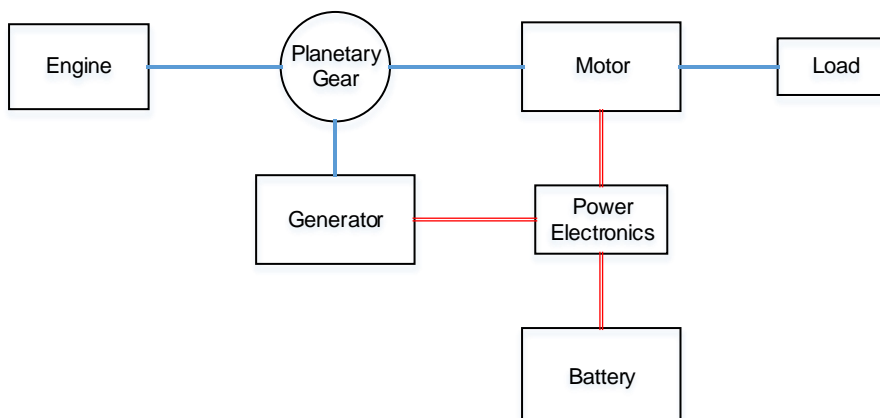 Engine
Planetary
Gear
Motor
Load
Generator
Power
Electronics
Battery